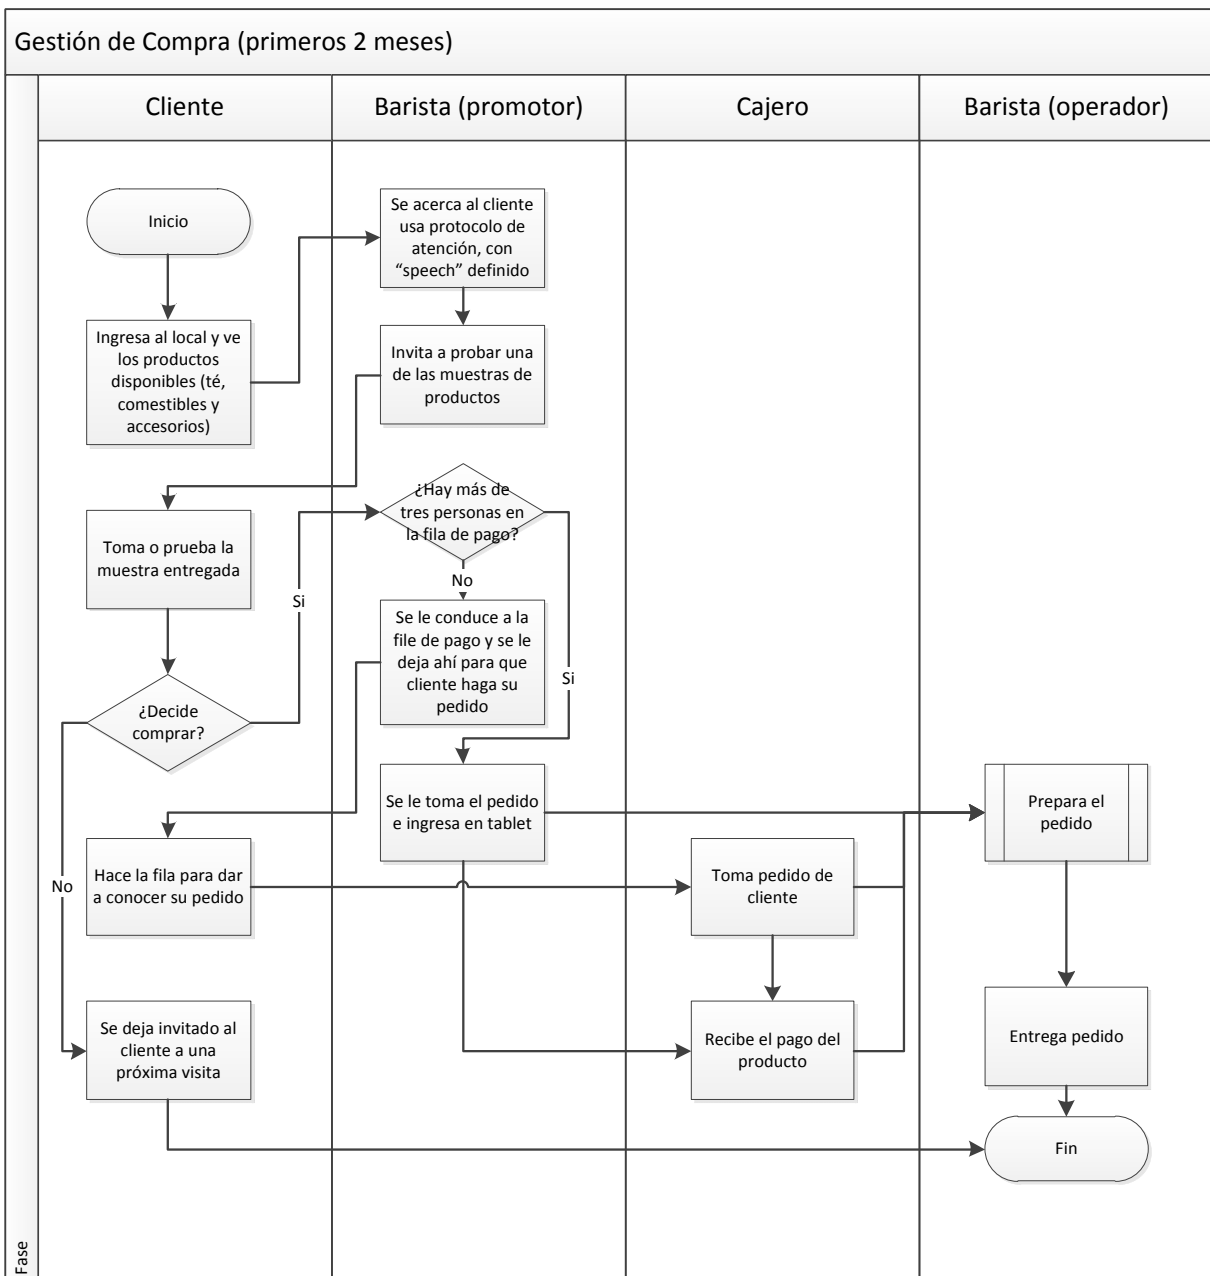 Gestión de Compra (primeros 2 meses)
Cliente
Barista (promotor)
Cajero
Barista (operador)
Inicio
Se acerca al cliente
usa protocolo de
atención, con
“speech” definido
Ingresa al local y ve
los productos
disponibles (té,
comestibles y
accesorios)
Invita a probar una
de las muestras de
productos
Toma o prueba la
muestra entregada
¿Hay más de
tres personas en
la fila de pago?
Si
No
Se le conduce a la
file de pago y se le
deja ahí para que
cliente haga su
pedido
Si
¿Decide
comprar?
Se le toma el pedido
e ingresa en tablet
Prepara el
pedido
No
Hace la fila para dar
a conocer su pedido
Toma pedido de
cliente
Se deja invitado al
cliente a una
próxima visita
Recibe el pago del
producto
Entrega pedido
Fin
Fase